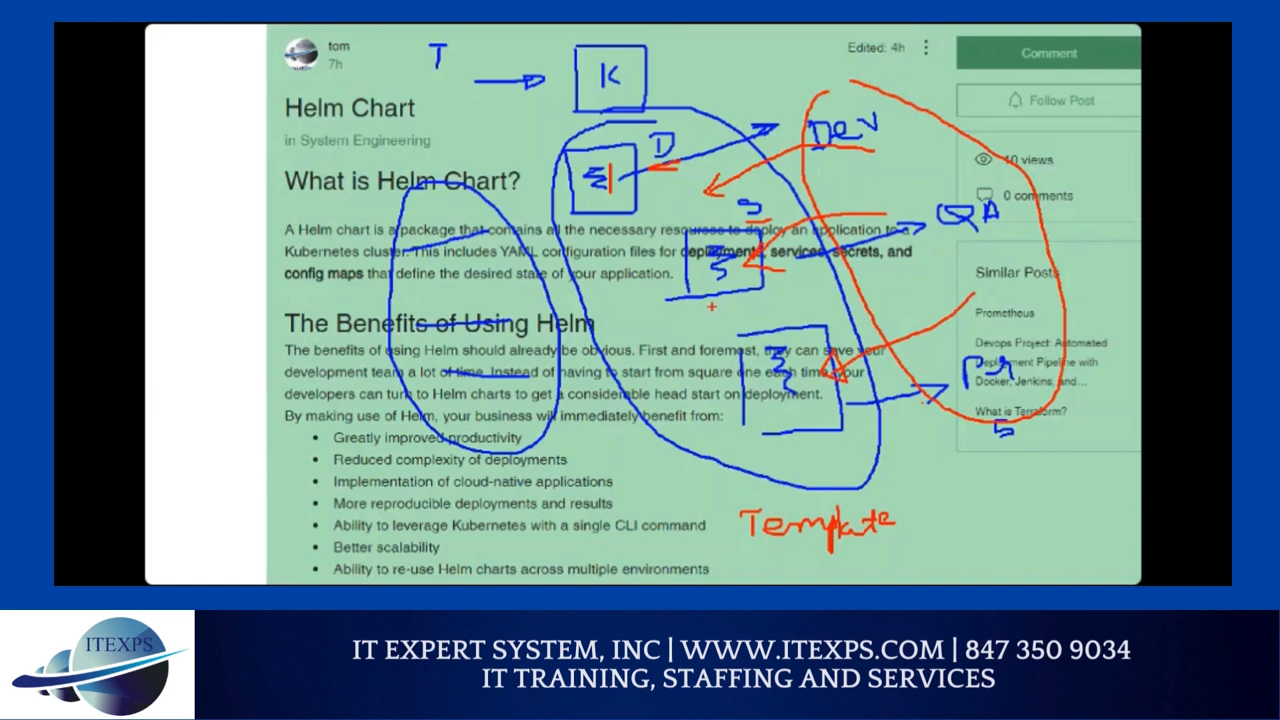 tom
7h
Edited: 4h
T
K
Comment
Follow Post
Helm Chart
in System Engineering
D
DEV
10 views
0 comments
What is Helm Chart?
S
QA
A Helm chart is a package that contains all the necessary resourses to deploy an application to a
Kubernetes cluster. This includes YAML configuration files for deployments, services, secrets, and
config maps that define the desired state of your application.
Similar Posts
Prometheus
Devops Project: Automated
Deployment Pipeline with
Docker, Jenkins, and...
What is Terraform?
The Benefits of Using Helm
The benefits of using Helm should already be obvious. First and foremost, they can save your
development team a lot of time. Instead of having to start from square one each time, your
developers can turn to Helm charts to get a considerable head start on deployment.
By making use of Helm, your business will immediately benefit from:
• Greatly improved productivity
• Reduced complexity of deployments
• Implementation of cloud-native applications
• More reproducible deployments and results
• Ability to leverage Kubernetes with a single CLI command
• Better scalability
• Ability to re-use Helm charts across multiple environments
Template
ITEXPS
IT EXPERT SYSTEM, INC | WWW.ITEXPS.COM | 847 350 9034
IT TRAINING, STAFFING AND SERVICES